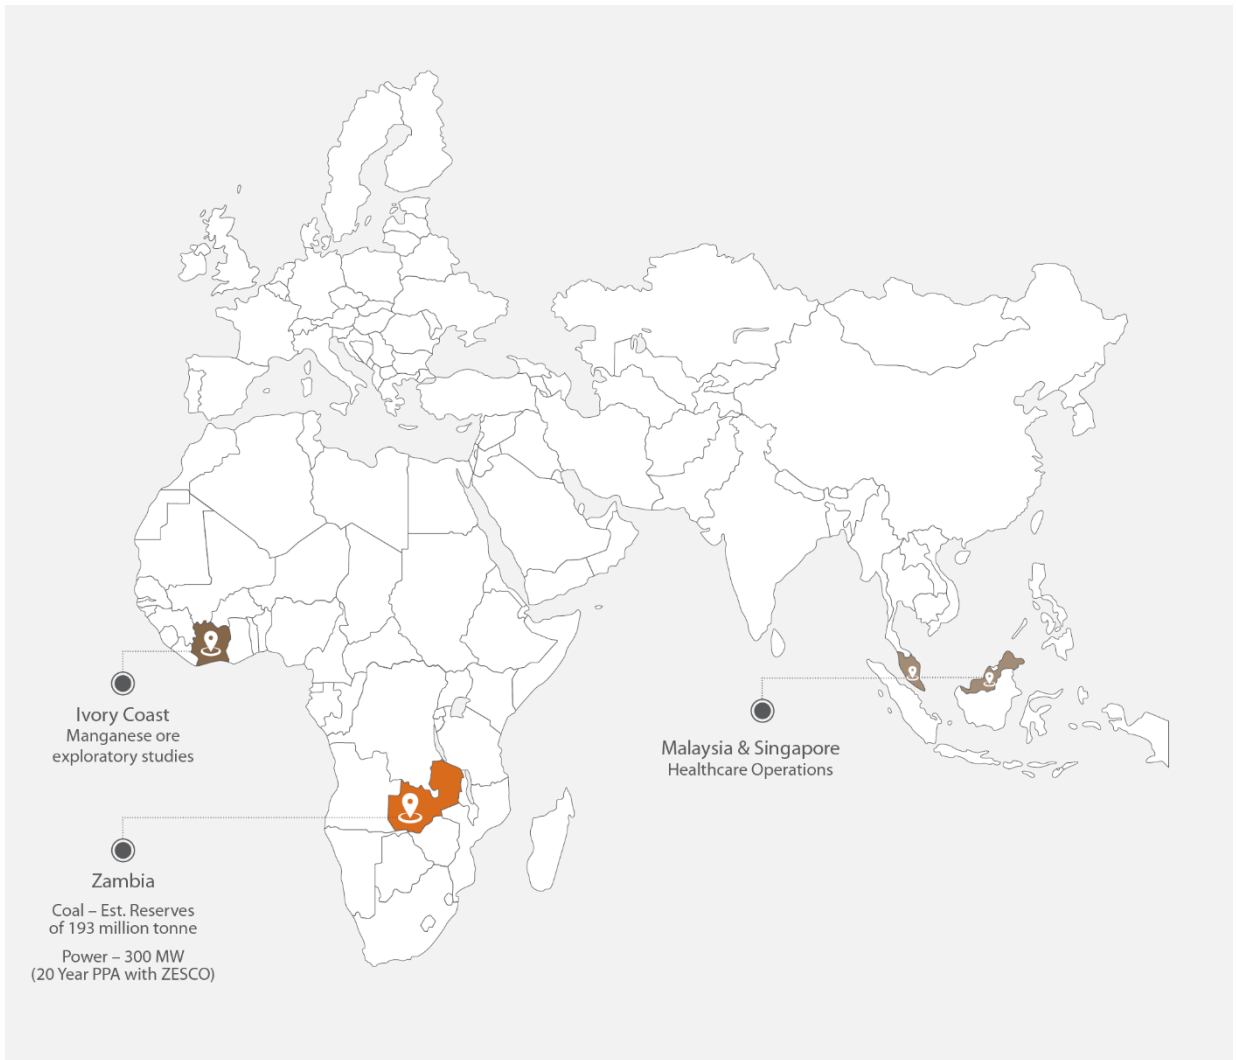 Ivory Coast
Manganese ore
exploratory studies
Malaysia & Singapore
Healthcare Operations
Zambia
Coal – Est. Reserves
of 193 million tonne
Power – 300 MW
(20 Year PPA with ZESCO)